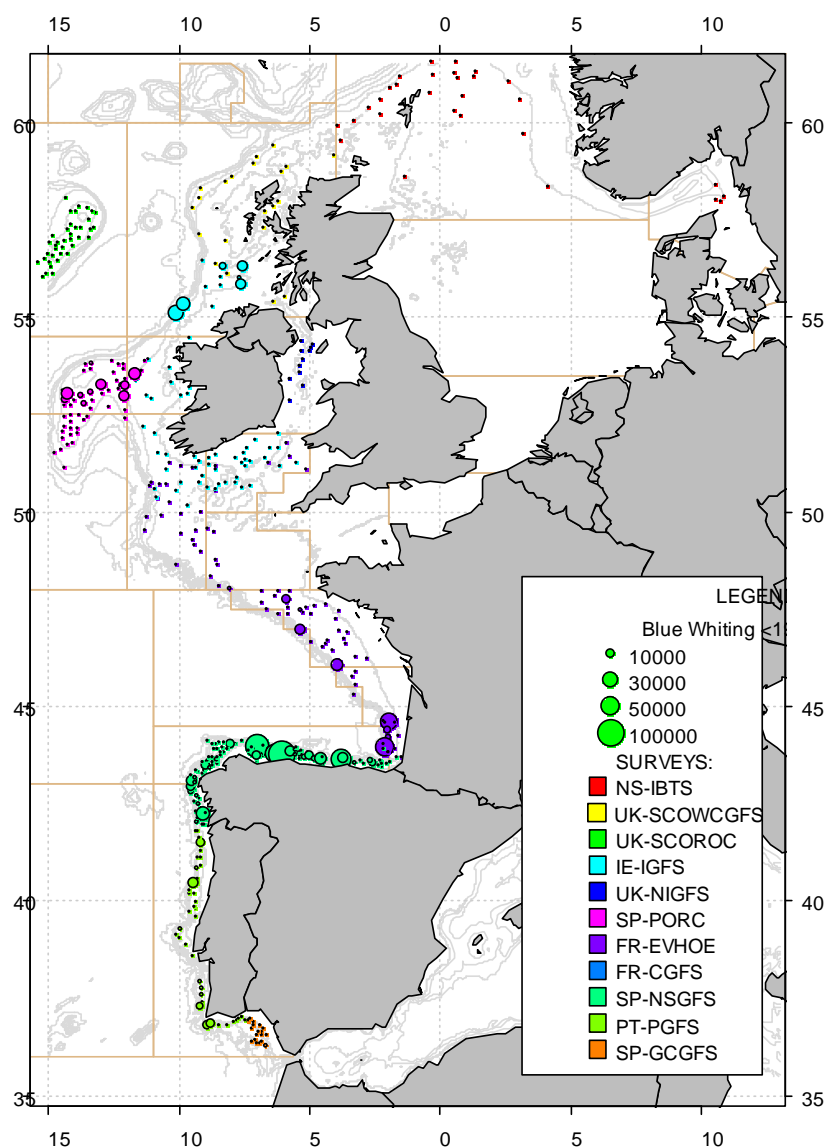 15 10 5 0 5 10
60 60
55 55
50 50
LEGEN
Blue Whiting <1
45 45
10000
30000
50000
100000
SURVEYS:
NS-IBTS
UK-SCOWCGFS
UK-SCOROC
IE-IGFS
40 40
UK-NIGFS
SP-PORC
FR-EVHOE
FR-CGFS
SP-NSGFS
PT-PGFS
SP-GCGFS
35 35
15 10 5 0 5 10